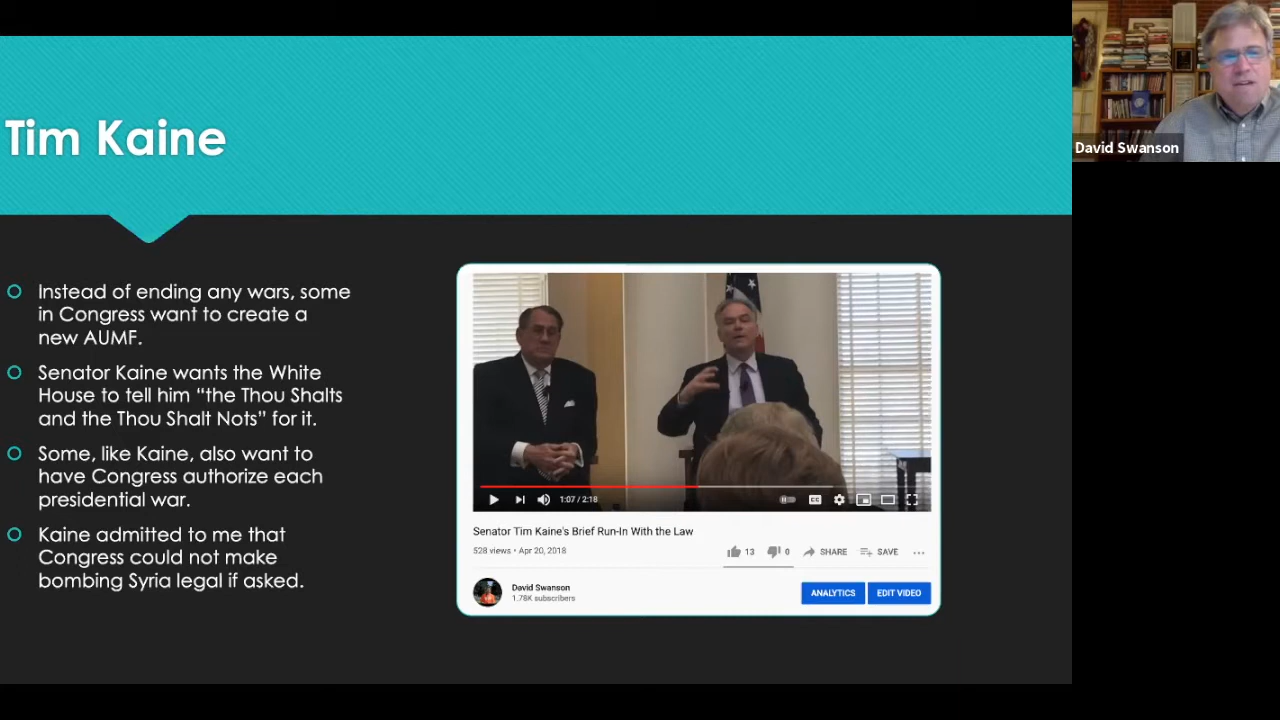 Tim Kaine
David Swanson
Instead of ending any wars, some
in Congress want to create a
new AUMF.
Senator Kaine wants the White
House to tell him “the Thou Shalts
and the Thou Shalt Nots” for it.
Some, like Kaine, also want to
have Congress authorize each
presidential war.
Kaine admitted to me that
Congress could not make
bombing Syria legal if asked.
1:07 / 2:18
CC
Senator Tim Kaine's Brief Run-In With the Law
528 views • Apr 20, 2018
13
0
SHARE
SAVE
David Swanson
1.78K subscribers
ANALYTICS
EDIT VIDEO